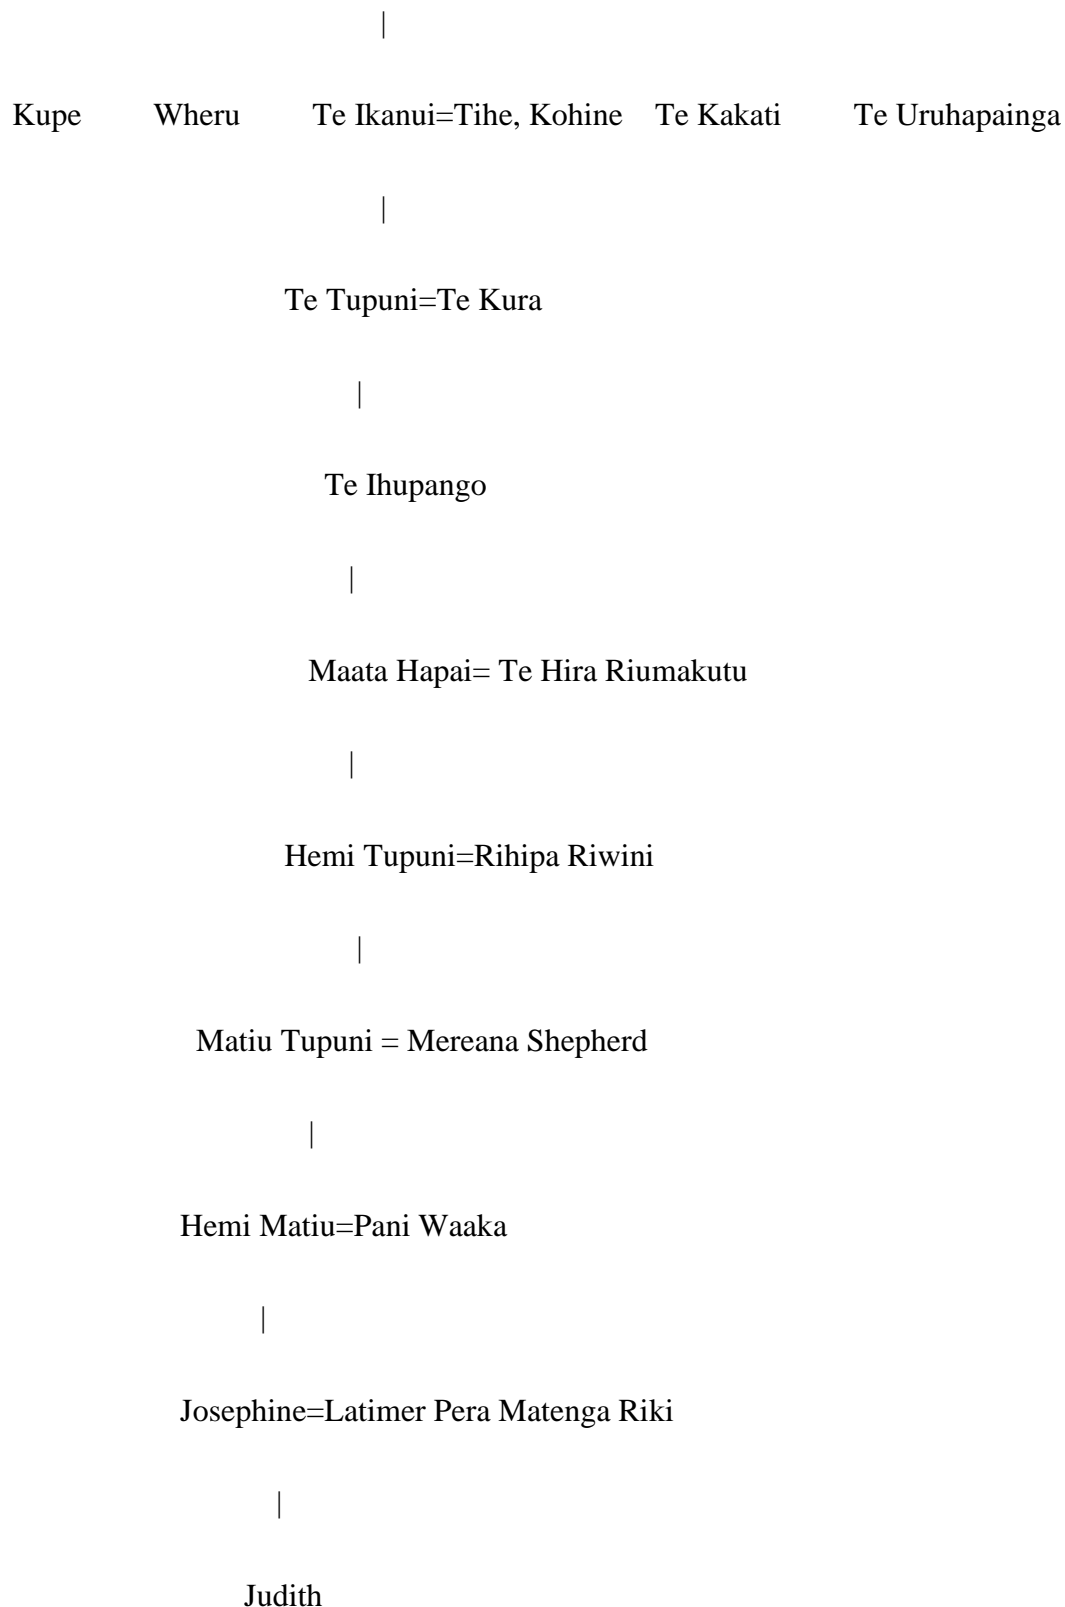 |
Kupe Wheru Te Ikanui=Tihe, Kohine Te Kakati Te Uruhapainga
|
Te Tupuni=Te Kura
|
Te Ihupango
|
Maata Hapai= Te Hira Riumakutu
|
Hemi Tupuni=Rihipa Riwini
|
Matiu Tupuni = Mereana Shepherd
|
Hemi Matiu=Pani Waaka
|
Josephine=Latimer Pera Matenga Riki
|
Judith